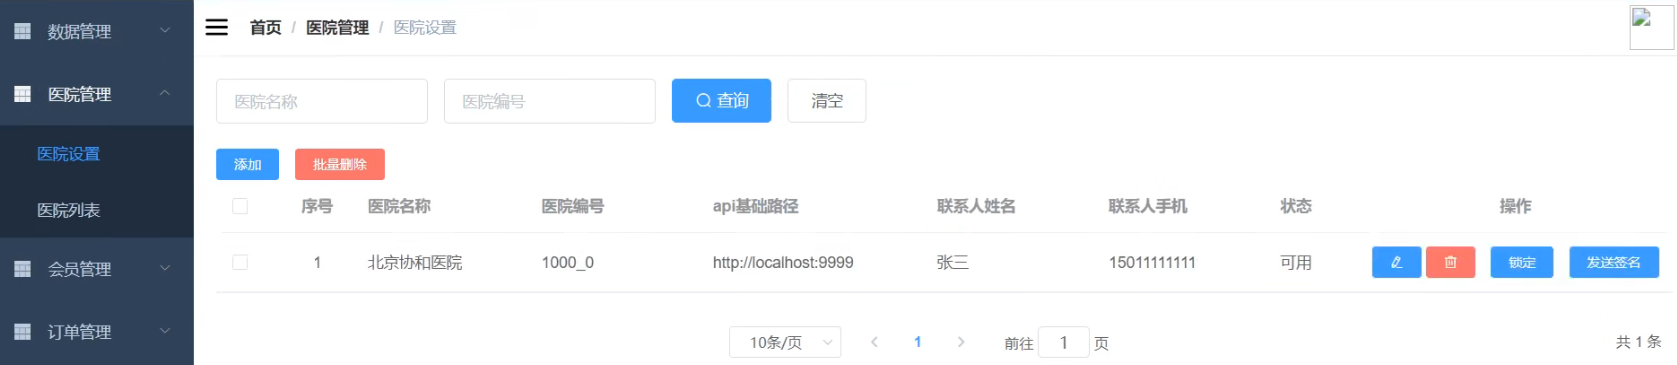 数据管理
医院管理
医院设置
医院列表
会员管理
订单管理
首页 / 医院管理 / 医院设置
医院名称 医院编号 查询 清空
添加 批量删除
序号 医院名称 医院编号 api基础路径 联系人姓名 联系人手机 状态 操作
1 北京协和医院 1000_0 http://localhost:9999 张三 15011111111 可用 锁定 发送签名
10条/页 1 前往 1 页 共 1 条